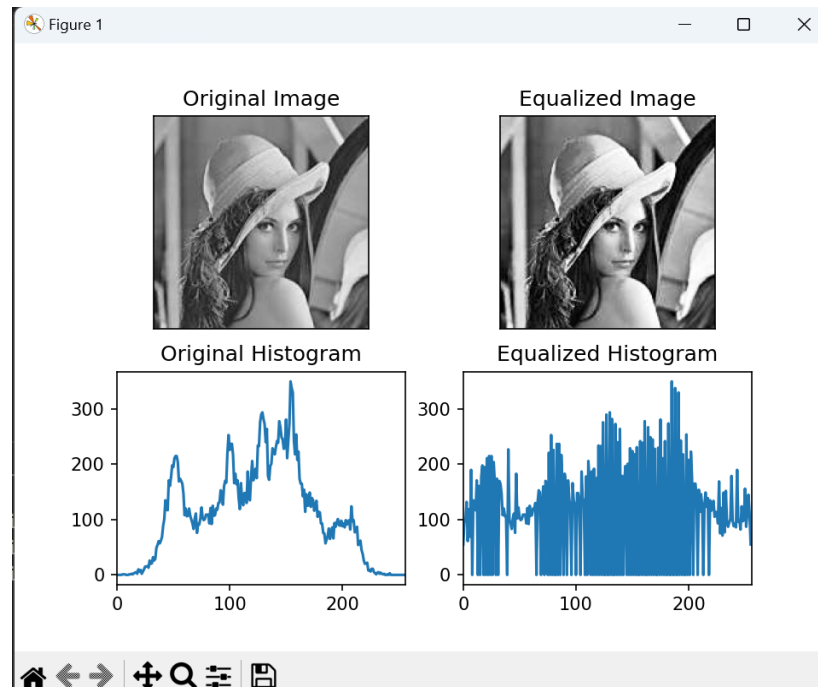 Figure 1
Original Image
Equalized Image
Original Histogram
Equalized Histogram
300
200
100
0
0 100 200
300
200
100
0
0 100 200